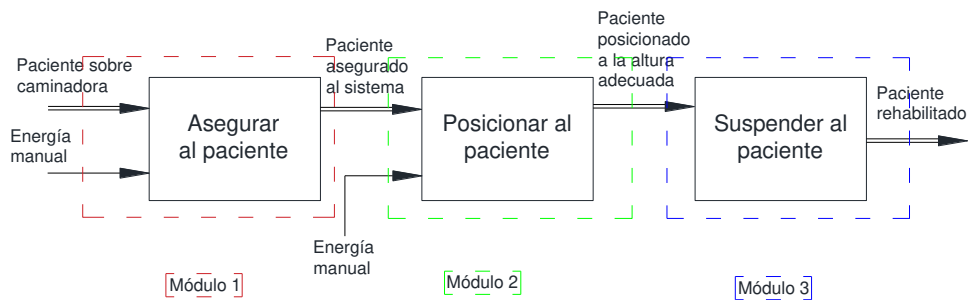 Paciente sobre
caminadora
Energía
manual
Asegurar
al paciente
Paciente
asegurado
al sistema
Energía
manual
Posicionar al
paciente
Paciente
posicionado
a la altura
adecuada
Suspender al
paciente
Paciente
rehabilitado
Módulo 1
Módulo 2
Módulo 3